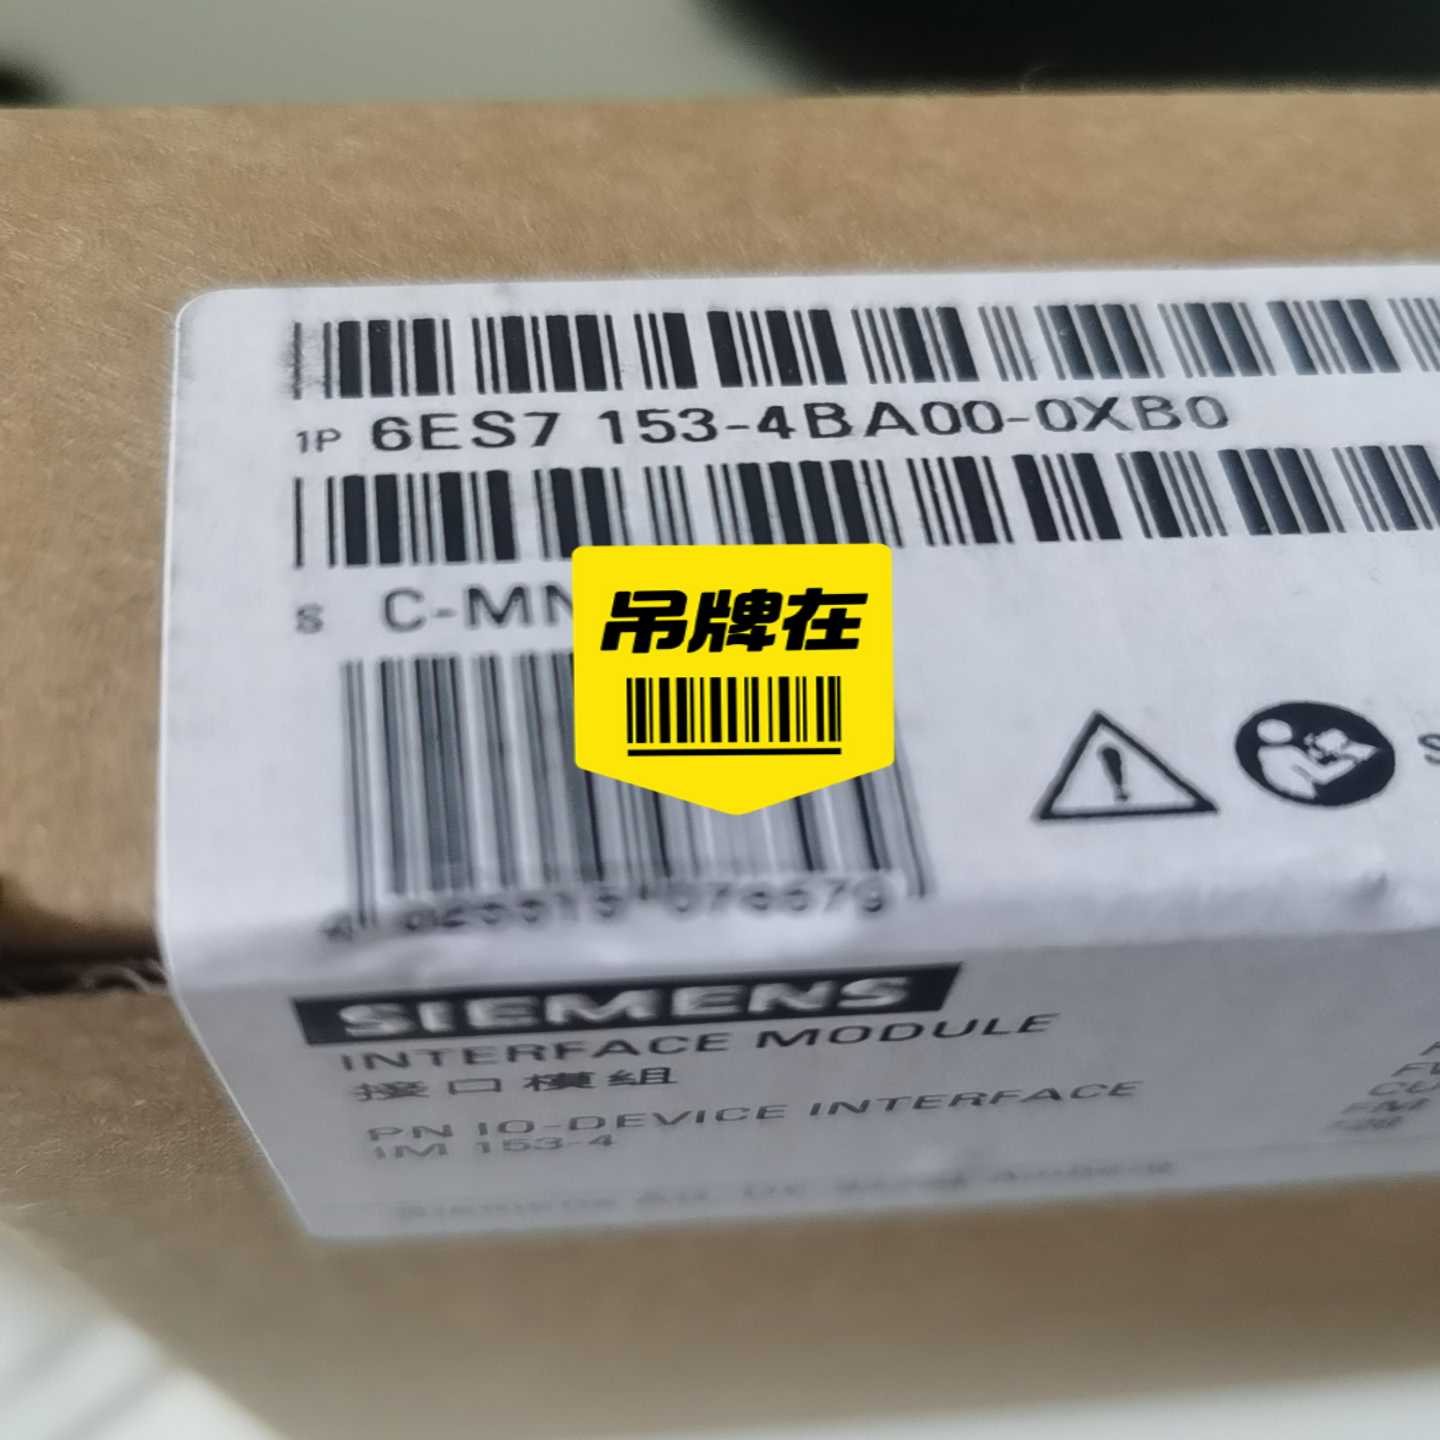 1P 6ES7 153-4BA00-0XB0
S C-MN
吊牌在
S
SIEMENS
INTERFACE MODULE
接口模组
PN IO-DEVICE INTERFACE
IM 153-4